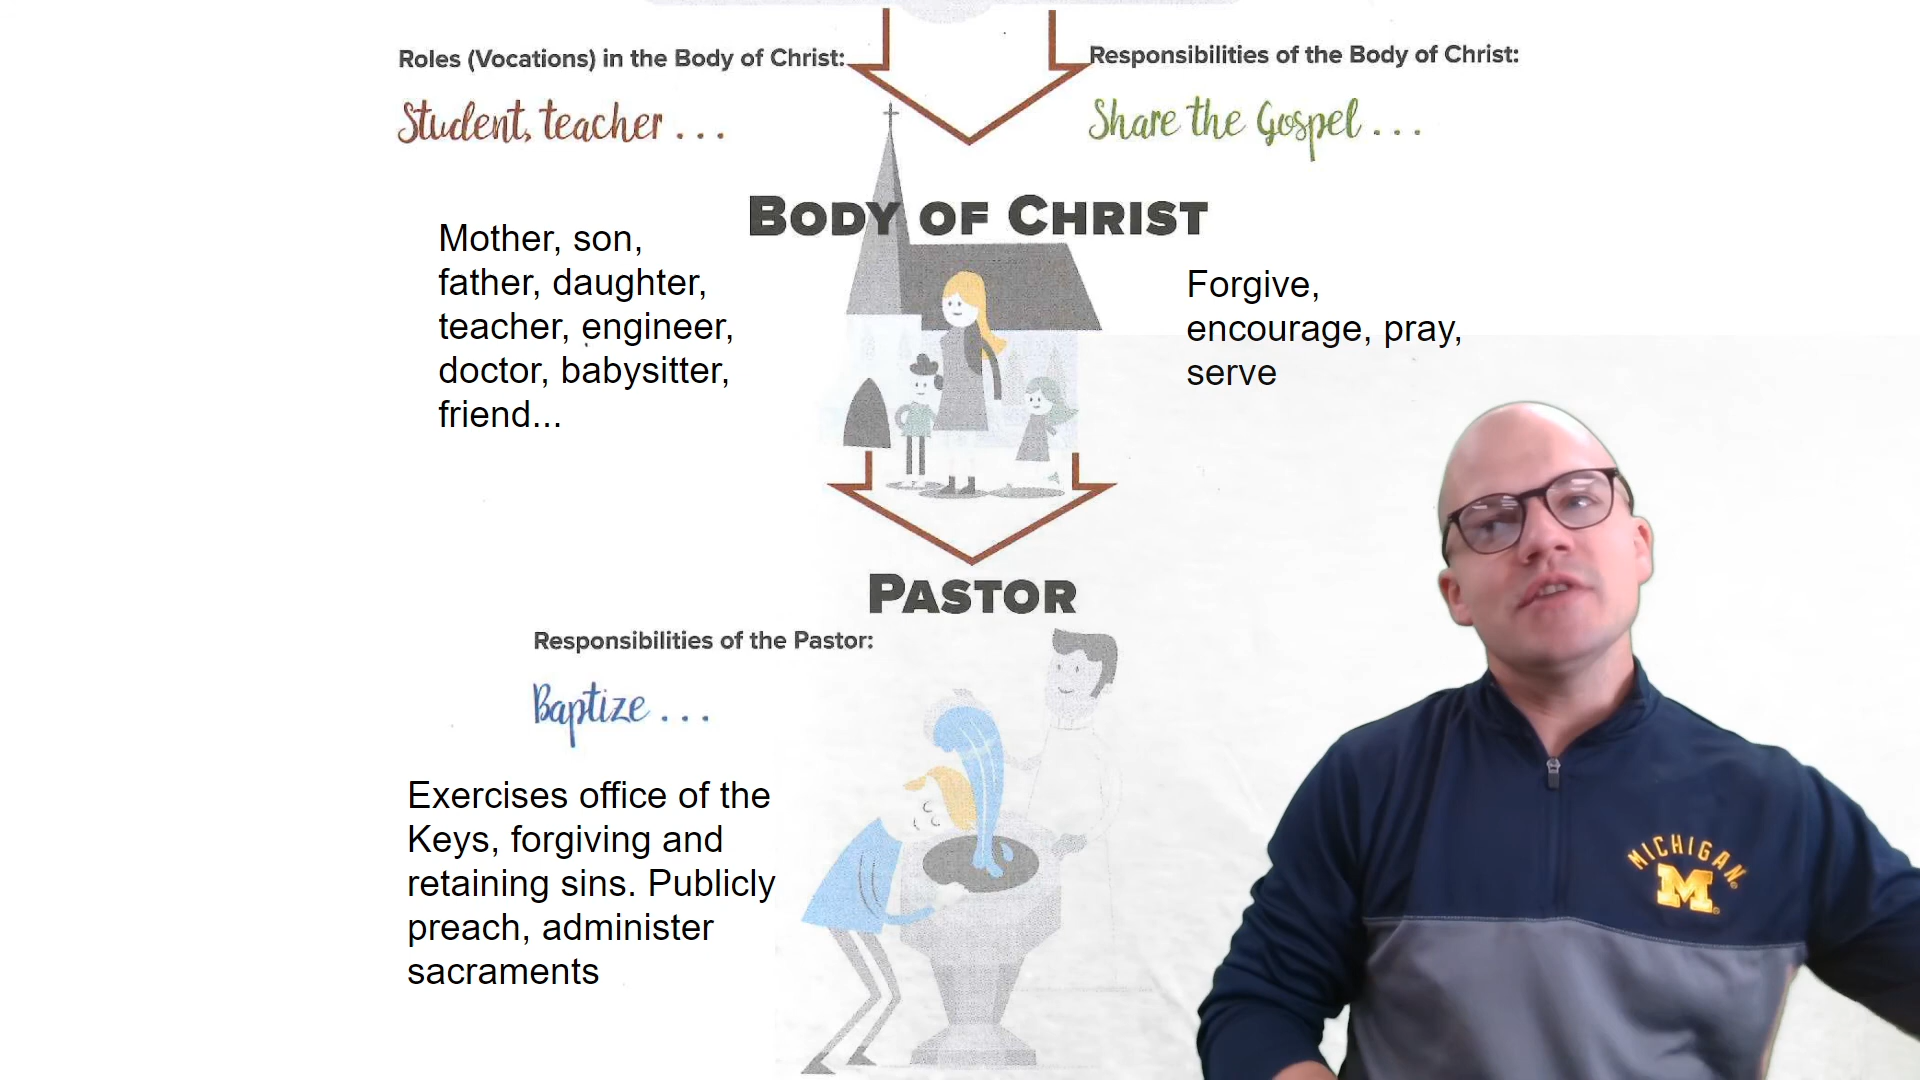 Roles (Vocations) in the Body of Christ:
Student, teacher . . .
Responsibilities of the Body of Christ:
Share the Gospel . . .
BODY OF CHRIST
Mother, son,
father, daughter,
teacher, engineer,
doctor, babysitter,
friend...
Forgive,
encourage, pray,
serve
PASTOR
Responsibilities of the Pastor:
Baptize . . .
Exercises office of the
Keys, forgiving and
retaining sins. Publicly
preach, administer
sacraments
MICHIGAN
M